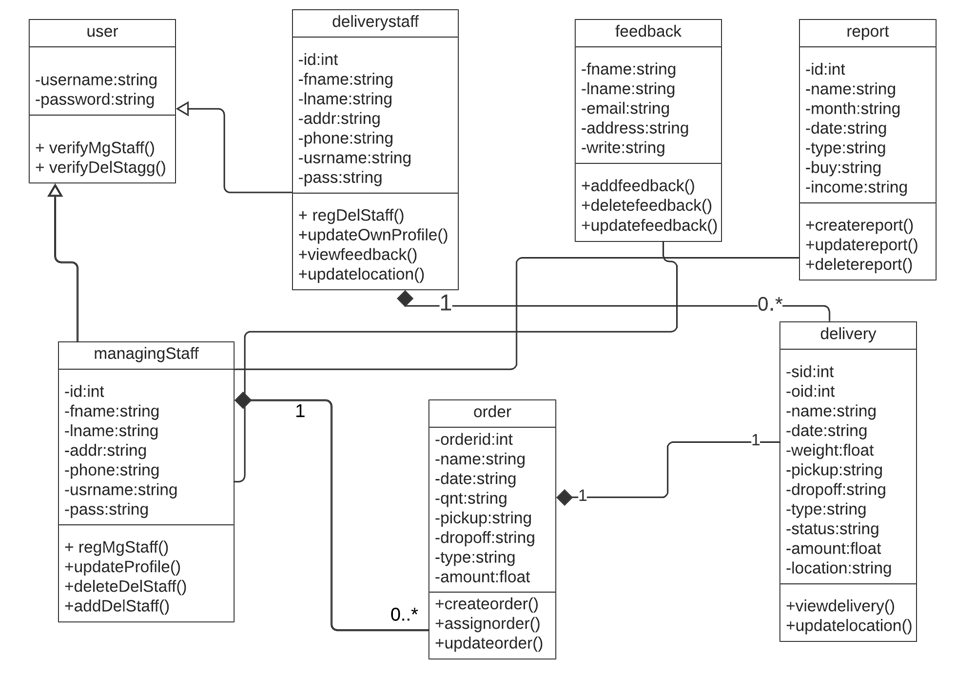 user
-username:string
-password:string
+ verifyMgStaff()
+ verifyDelStagg()
deliverystaff
-id:int
-fname:string
-lname:string
-addr:string
-phone:string
-usrname:string
-pass:string
+ regDelStaff()
+updateOwnProfile()
+viewfeedback()
+updatelocation()
feedback
-fname:string
-lname:string
-email:string
-address:string
-write:string
+addfeedback()
+deletefeedback()
+updatefeedback()
report
-id:int
-name:string
-month:string
-date:string
-type:string
-buy:string
-income:string
+createreport()
+updatereport()
+deletereport()
1
0.*
managingStaff
-id:int
-fname:string
-lname:string
-addr:string
-phone:string
-usrname:string
-pass:string
+ regMgStaff()
+updateProfile()
+deleteDelStaff()
+addDelStaff()
1
0..*
order
-orderid:int
-name:string
-date:string
-qnt:string
-pickup:string
-dropoff:string
-type:string
-amount:float
+createorder()
+assignorder()
+updateorder()
1
1
delivery
-sid:int
-oid:int
-name:string
-date:string
-weight:float
-pickup:string
-dropoff:string
-type:string
-status:string
-amount:float
-location:string
+viewdelivery()
+updatelocation()